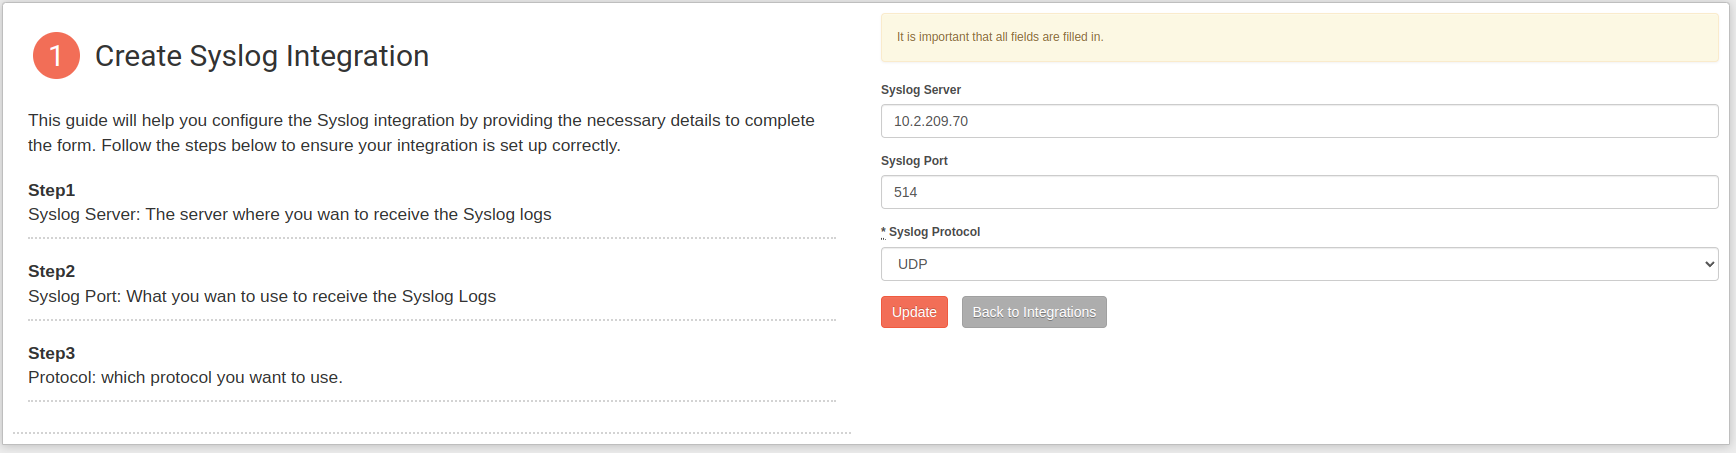 1 Create Syslog Integration
This guide will help you configure the Syslog integration by providing the necessary details to complete
the form. Follow the steps below to ensure your integration is set up correctly.
Step1
Syslog Server: The server where you wan to receive the Syslog logs
Step2
Syslog Port: What you wan to use to receive the Syslog Logs
Step3
Protocol: which protocol you want to use.
It is important that all fields are filled in.
Syslog Server
10.2.209.70
Syslog Port
514
* Syslog Protocol
UDP
Update Back to Integrations